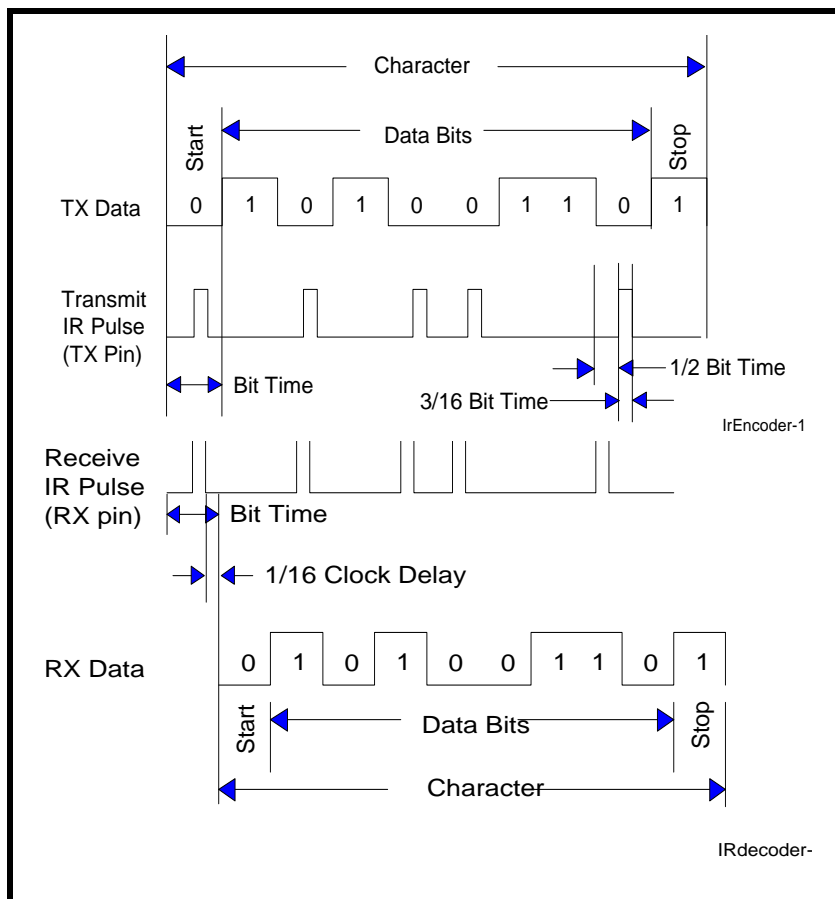 Character
Start
Data Bits
Stop
TX Data
0 1 0 1 0 0 1 1 0 1
Transmit
IR Pulse
(TX Pin)
Bit Time
1/2 Bit Time
3/16 Bit Time
IrEncoder-1
Receive
IR Pulse
(RX pin)
Bit Time
1/16 Clock Delay
RX Data
0 1 0 1 0 0 1 1 0 1
Start
Data Bits
Stop
Character
IRdecoder-